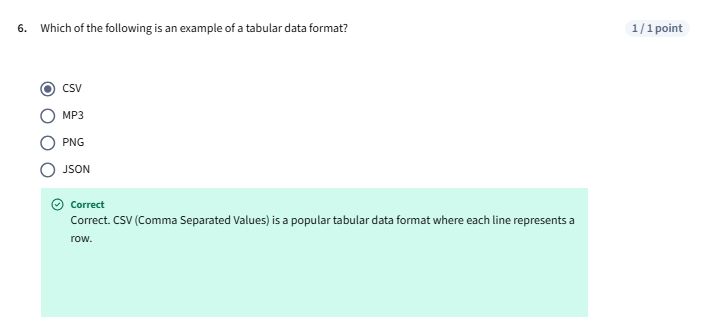 6. Which of the following is an example of a tabular data format?
1 / 1 point
CSV
MP3
PNG
JSON
Correct
Correct. CSV (Comma Separated Values) is a popular tabular data format where each line represents a
row.